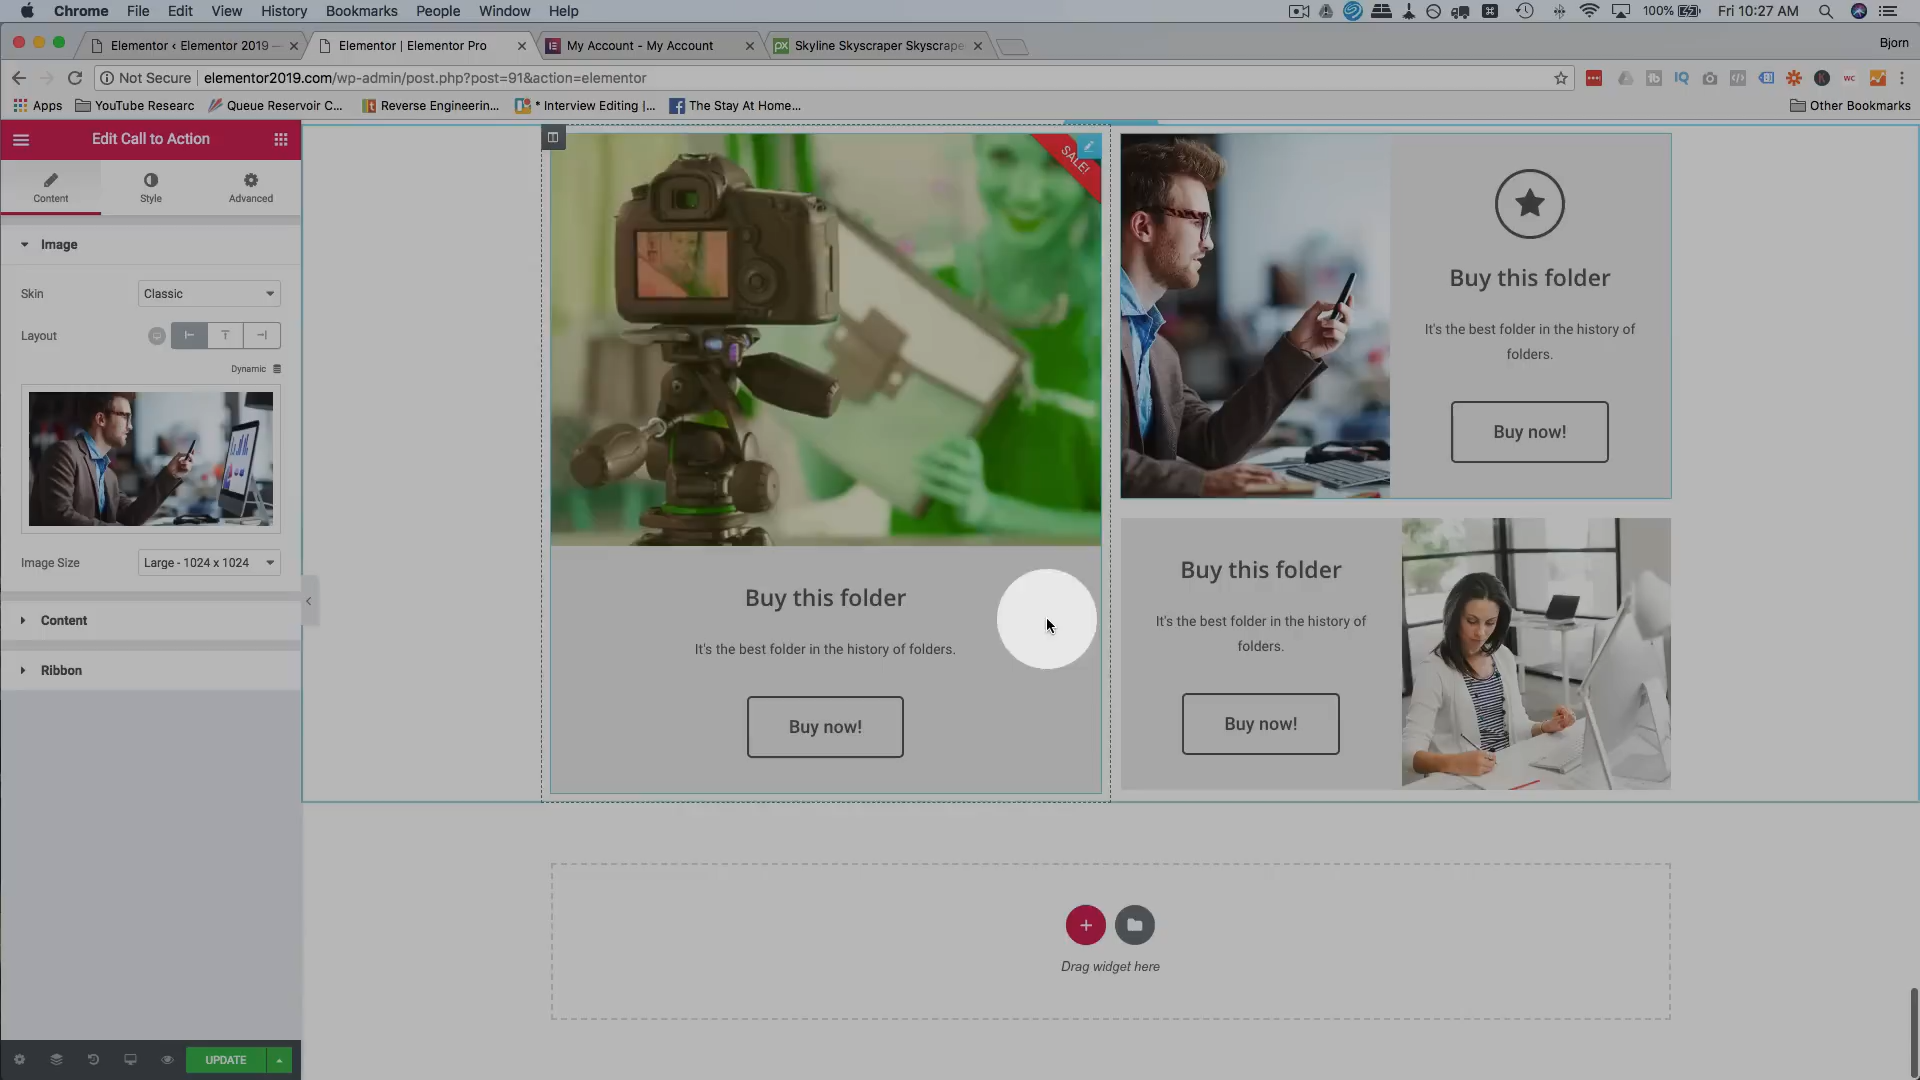 Chrome File Edit View History Bookmarks People Window Help
100% Fri 10:27 AM
Elementor ‹ Elementor 2019 —
Elementor | Elementor Pro
My Account - My Account
Skyline Skyscraper Skyscrape
Bjorn
Not Secure | elementor2019.com/wp-admin/post.php?post=91&action=elementor
Apps
YouTube Researc
Queue Reservoir C...
Reverse Engineerin...
* Interview Editing |...
The Stay At Home...
Other Bookmarks
Edit Call to Action
Content
Style
Advanced
Image
Skin
Classic
Layout
Dynamic
Image Size
Large - 1024 x 1024
Content
Ribbon
UPDATE
SALE!
Buy this folder
It's the best folder in the history of folders.
Buy now!
Buy this folder
It's the best folder in the history of
folders.
Buy now!
Buy this folder
It's the best folder in the history of
folders.
Buy now!
Drag widget here